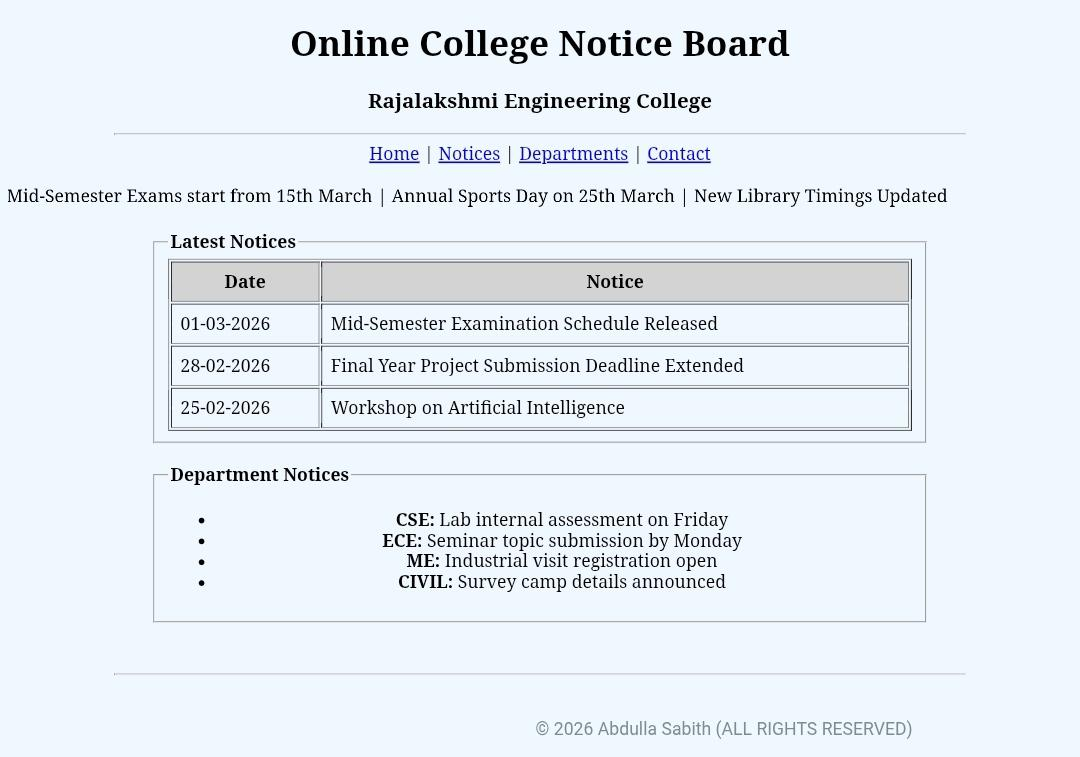 Online College Notice Board
Rajalakshmi Engineering College
Home | Notices | Departments | Contact
Mid-Semester Exams start from 15th March | Annual Sports Day on 25th March | New Library Timings Updated
Latest Notices
Date Notice
01-03-2026 Mid-Semester Examination Schedule Released
28-02-2026 Final Year Project Submission Deadline Extended
25-02-2026 Workshop on Artificial Intelligence
Department Notices
• CSE: Lab internal assessment on Friday
• ECE: Seminar topic submission by Monday
• ME: Industrial visit registration open
• CIVIL: Survey camp details announced
© 2026 Abdulla Sabith (ALL RIGHTS RESERVED)